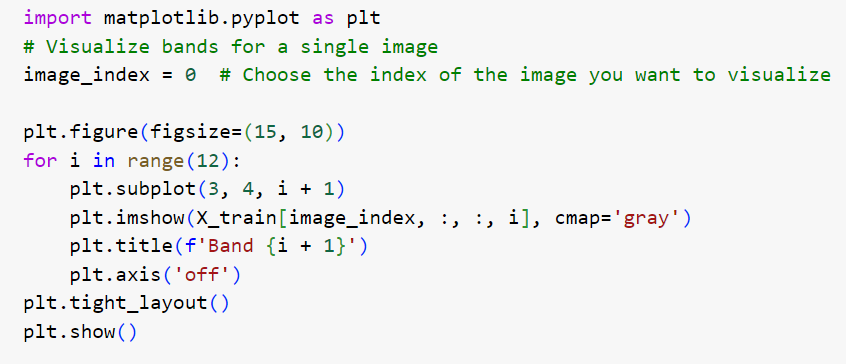 import matplotlib.pyplot as plt
# Visualize bands for a single image
image_index = 0  # Choose the index of the image you want to visualize

plt.figure(figsize=(15, 10))
for i in range(12):
    plt.subplot(3, 4, i + 1)
    plt.imshow(X_train[image_index, :, :, i], cmap='gray')
    plt.title(f'Band {i + 1}')
    plt.axis('off')
plt.tight_layout()
plt.show()